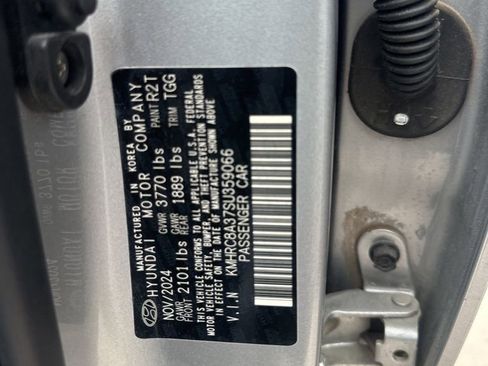 MANUFACTURED IN KOREA BY
HYUNDAI MOTOR COMPANY
NOV/2024 GVWR 3770 lbs PAINT R2T
GAWR FRONT 2101 lbs GAWR REAR 1889 lbs TRIM TGG
THIS VEHICLE CONFORMS TO ALL APPLICABLE U.S.A. FEDERAL
MOTOR VEHICLE SAFETY, BUMPER, AND THEFT PREVENTION STANDARDS
IN EFFECT ON THE DATE OF MANUFACTURE SHOWN ABOVE.
V.I.N KMHRC8A37SU359066
PASSENGER CAR